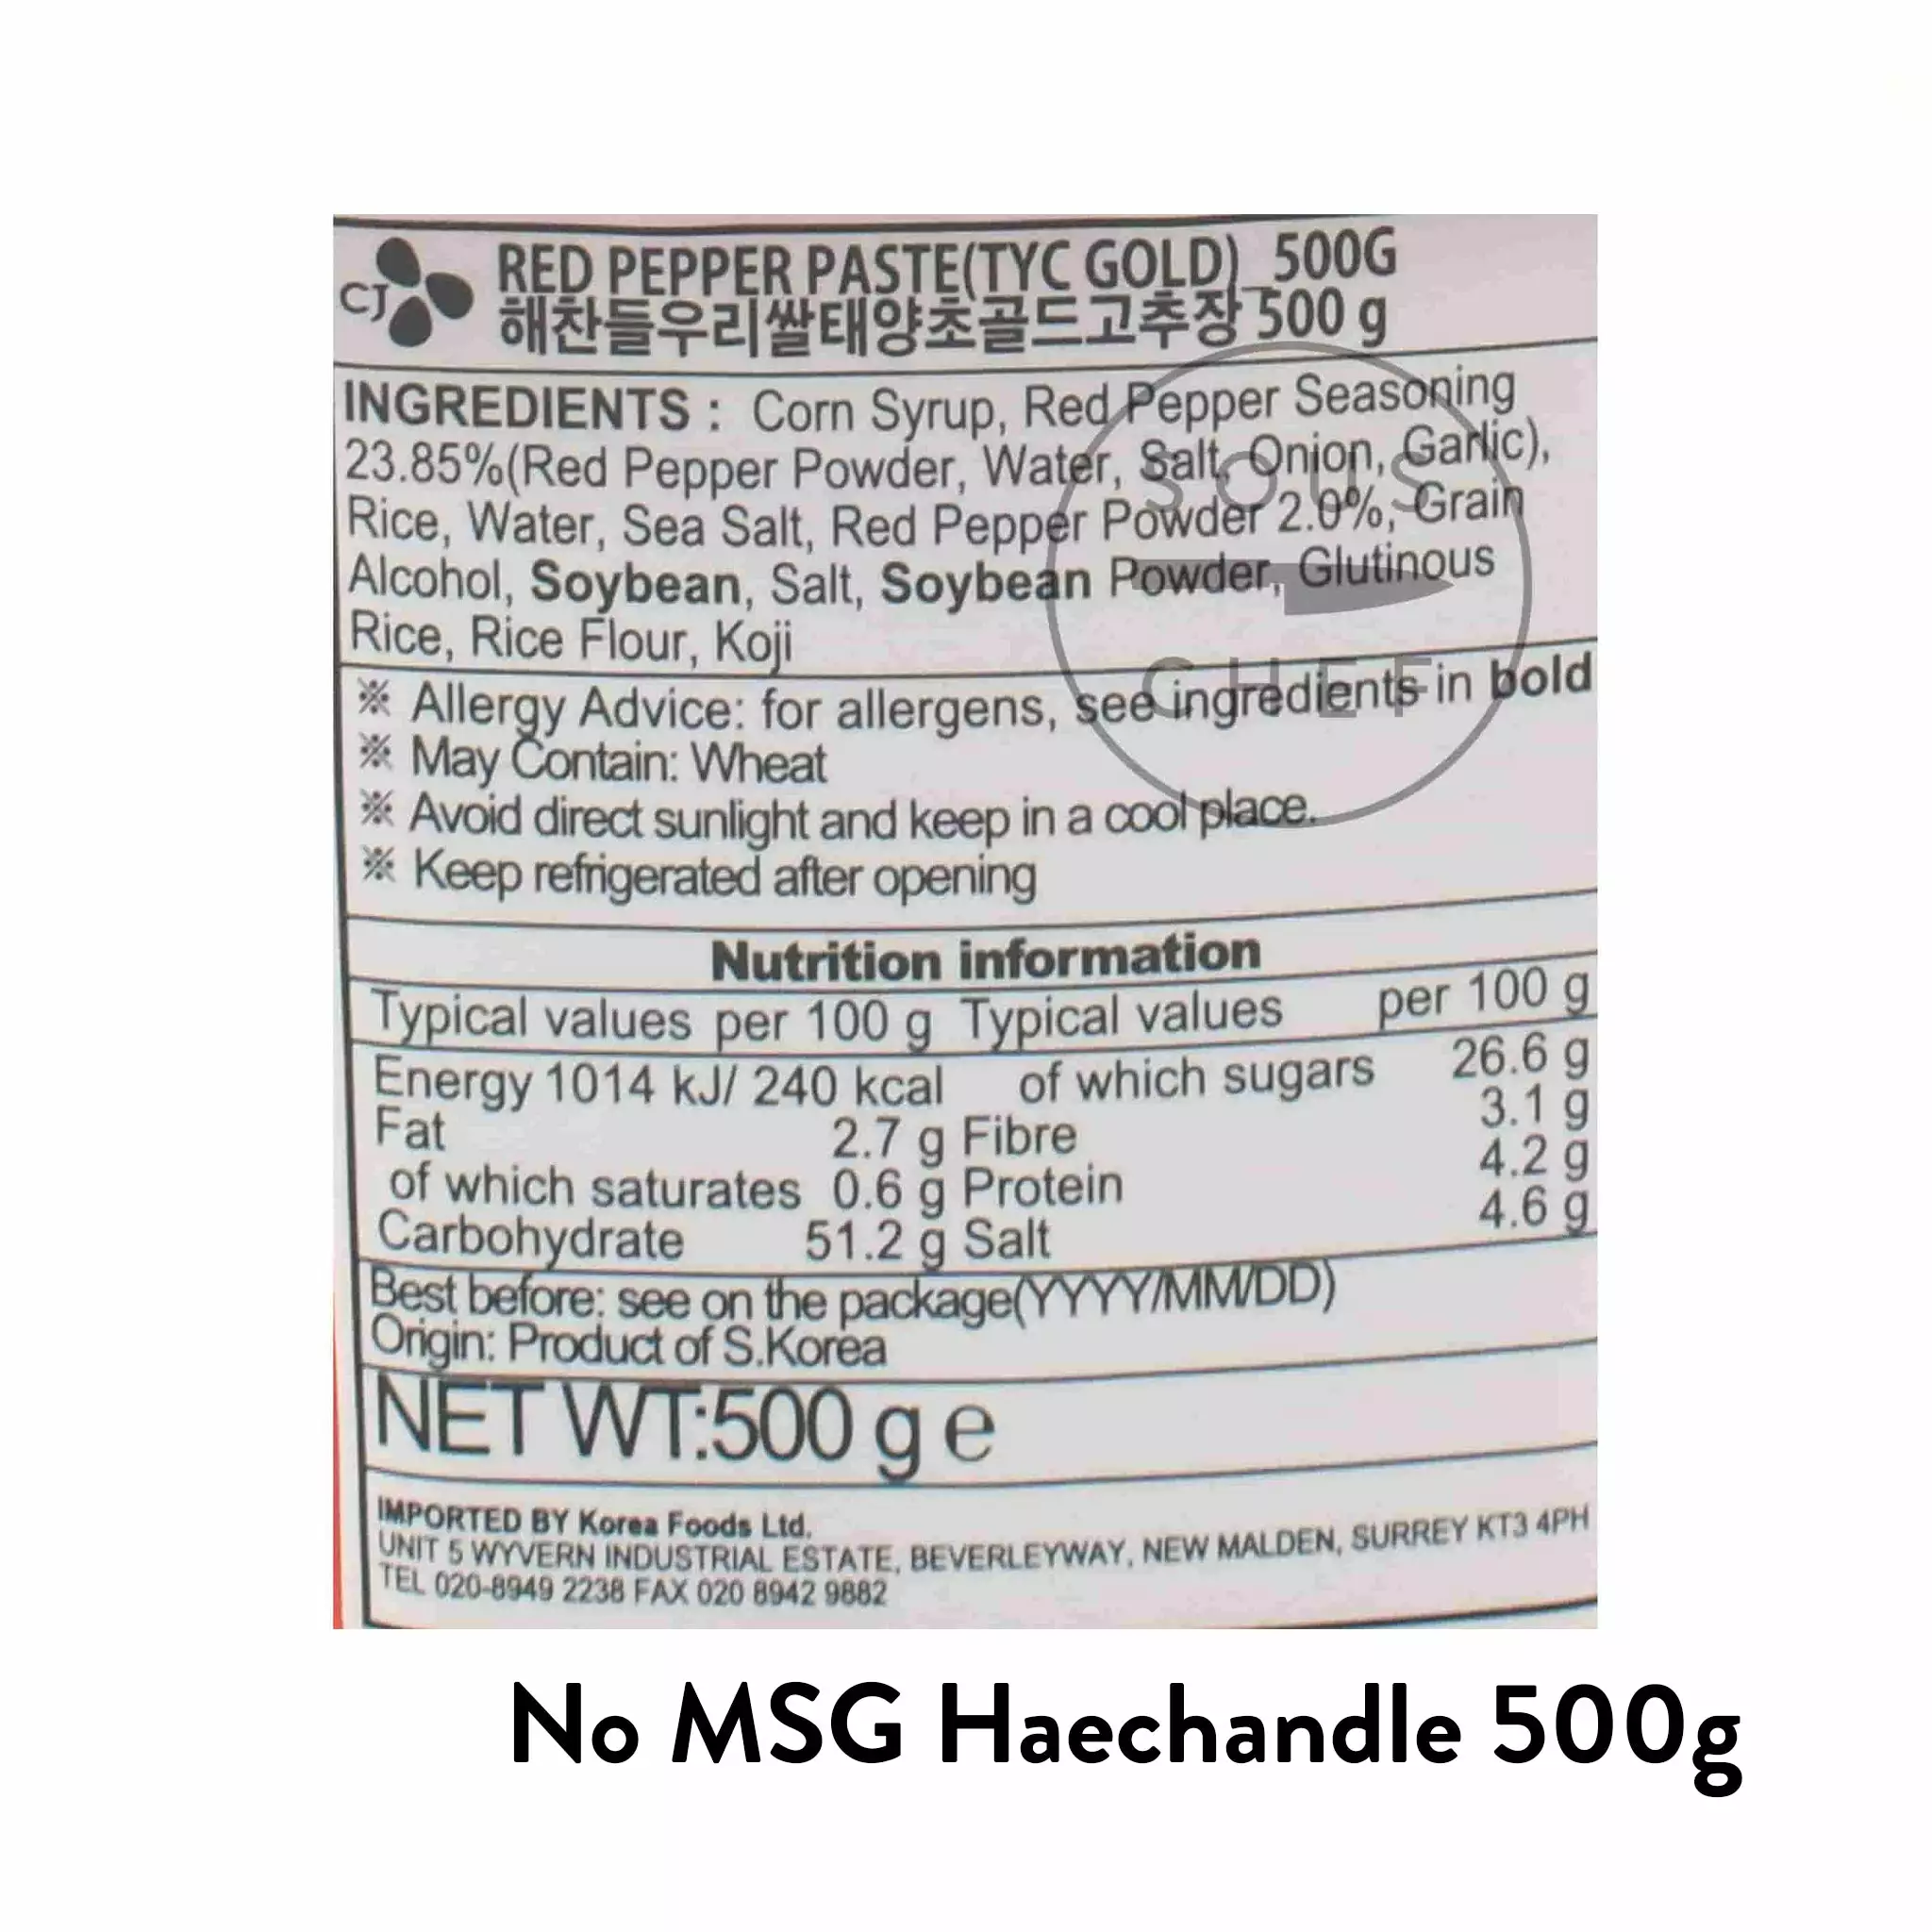 CJ
RED PEPPER PASTE(TYC GOLD)_500G
해찬들우리쌀태양초골드고추장 500 g
INGREDIENTS : Corn Syrup, Red Pepper Seasoning
23.85%(Red Pepper Powder, Water, Salt, Onion, Garlic),
Rice, Water, Sea Salt, Red Pepper Powder 2.0%, Grain
Alcohol, Soybean, Salt, Soybean Powder, Glutinous
Rice, Rice Flour, Koji
SOUS
CHEF
※ Allergy Advice: for allergens, see ingredients in bold
※ May Contain: Wheat
※ Avoid direct sunlight and keep in a cool place.
※ Keep refrigerated after opening
Nutrition information
Typical values per 100 g Typical values per 100 g
Energy 1014 kJ/ 240 kcal of which sugars 26.6 g
Fat 2.7 g Fibre 3.1 g
of which saturates 0.6 g Protein 4.2 g
Carbohydrate 51.2 g Salt 4.6 g
Best before: see on the package(YYYY/MM/DD)
Origin: Product of S.Korea
NET WT:500 g e
IMPORTED BY Korea Foods Ltd.
UNIT 5 WYVERN INDUSTRIAL ESTATE, BEVERLEYWAY, NEW MALDEN, SURREY KT3 4PH
TEL 020-8949 2238 FAX 020 8942 9882
No MSG Haechandle 500g